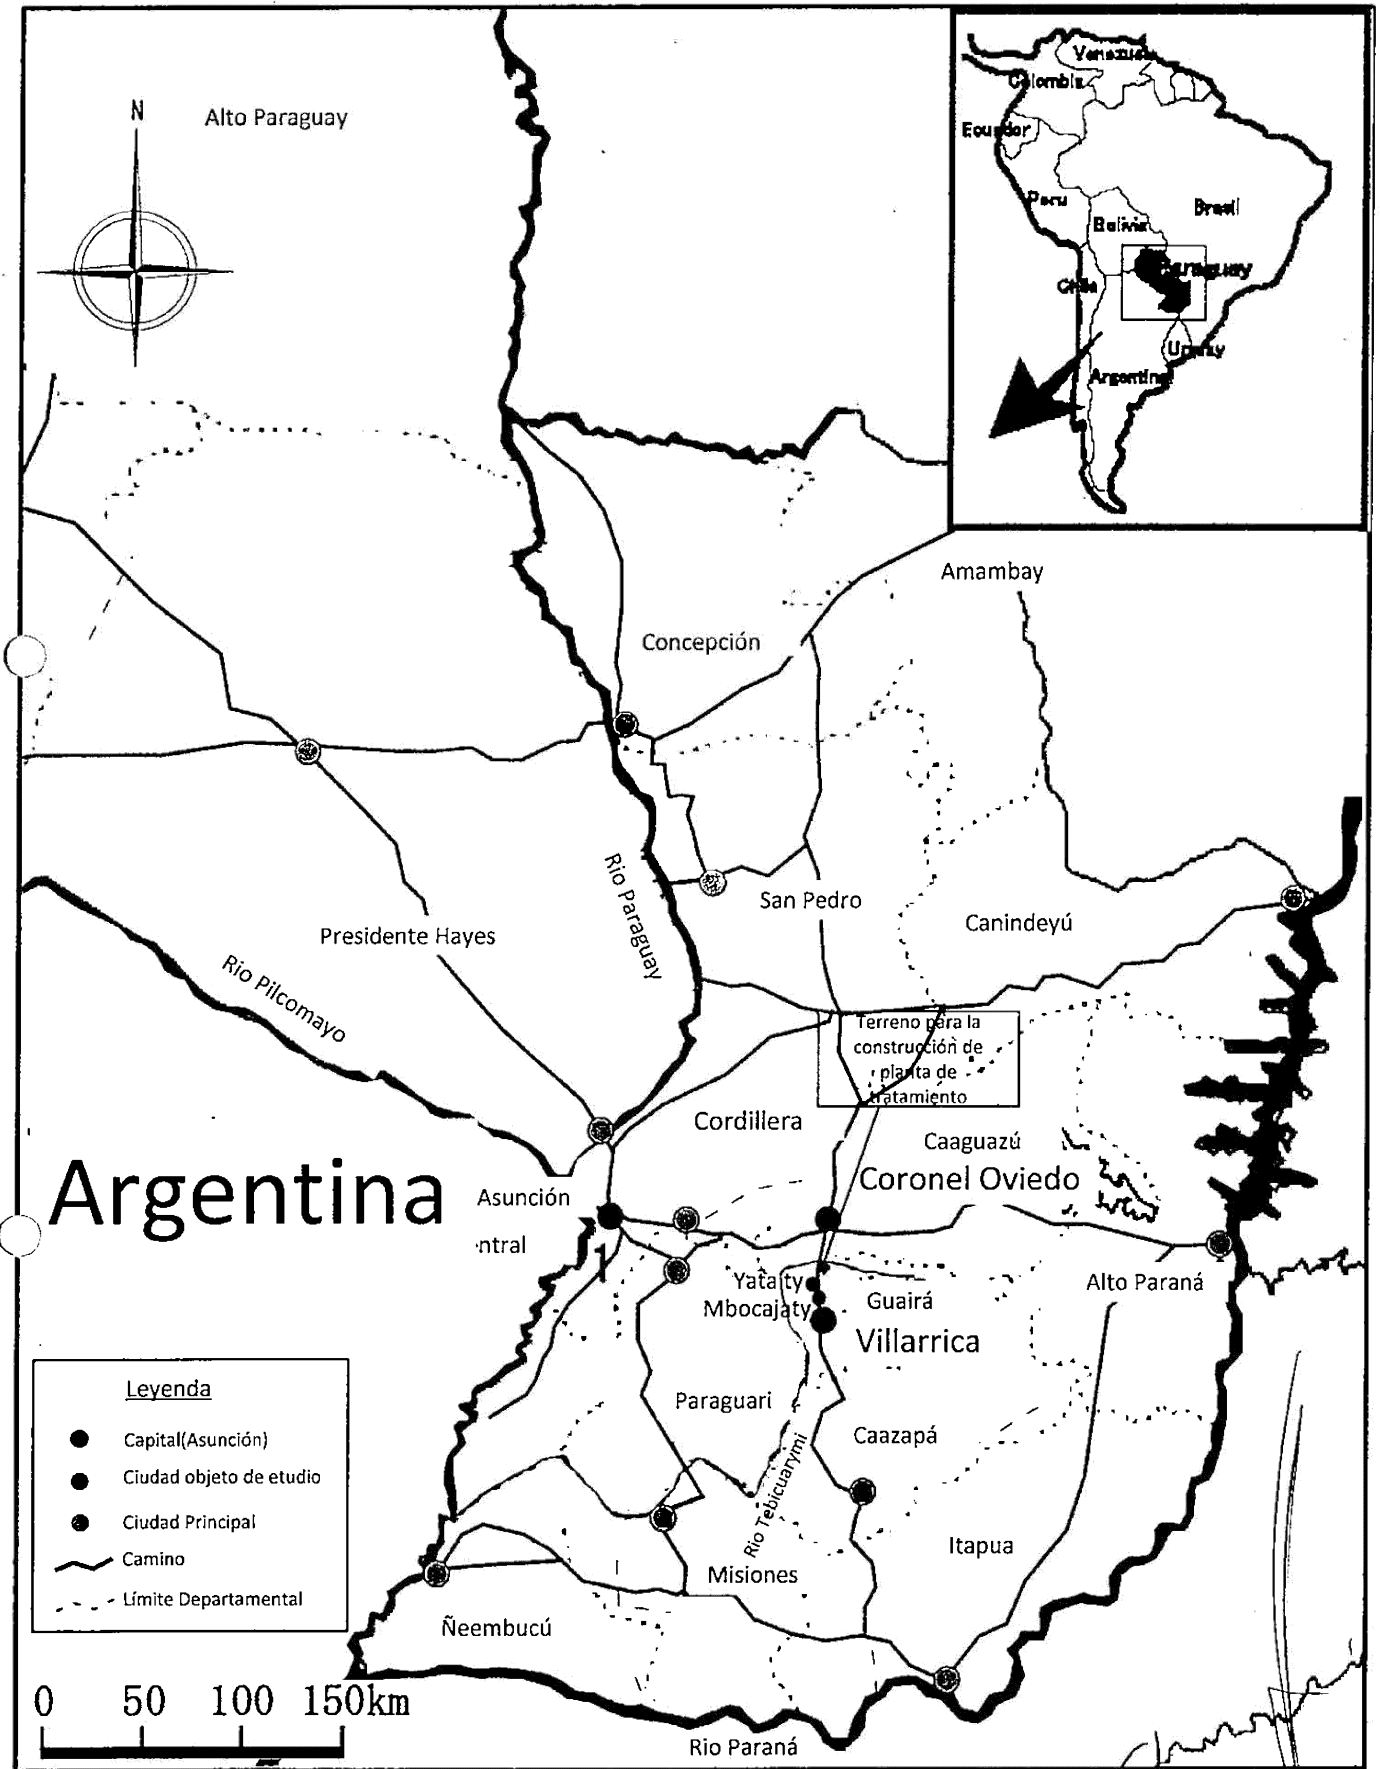 N
Alto Paraguay
Venezuela
Colombia
Ecuador
Peru
Brasil
Bolivia
Paraguay
Chile
Argentina
Amambay
Concepción
Rio Paraguay
San Pedro
Canindeyú
Presidente Hayes
Rio Pilcomayo
Terreno para la
construcción de
planta de
tratamiento
Cordillera
Caaguazú
Coronel Oviedo
Argentina
Asunción
entral
Yataity
Mbocajaty
Guairá
Villarrica
Alto Paraná
Paraguari
Caazapá
Rio Tebicuarymi
Itapua
Misiones
Ñeembucú
Rio Paraná
Leyenda
Capital(Asunción)
Ciudad objeto de etudio
Ciudad Principal
Camino
Límite Departamental
0 50 100 150km